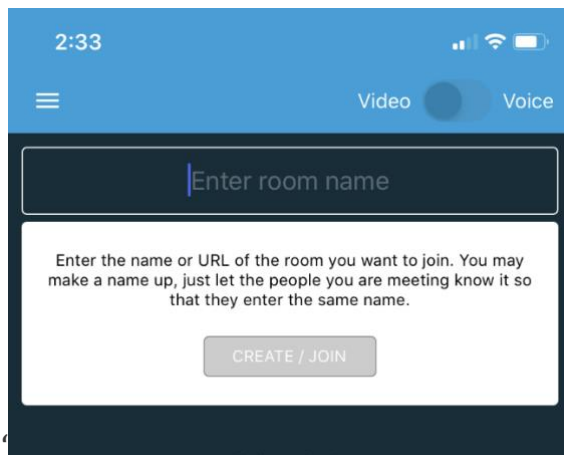 2:33
Video Voice
Enter room name
Enter the name or URL of the room you want to join. You may
make a name up, just let the people you are meeting know it so
that they enter the same name.
CREATE / JOIN
‘